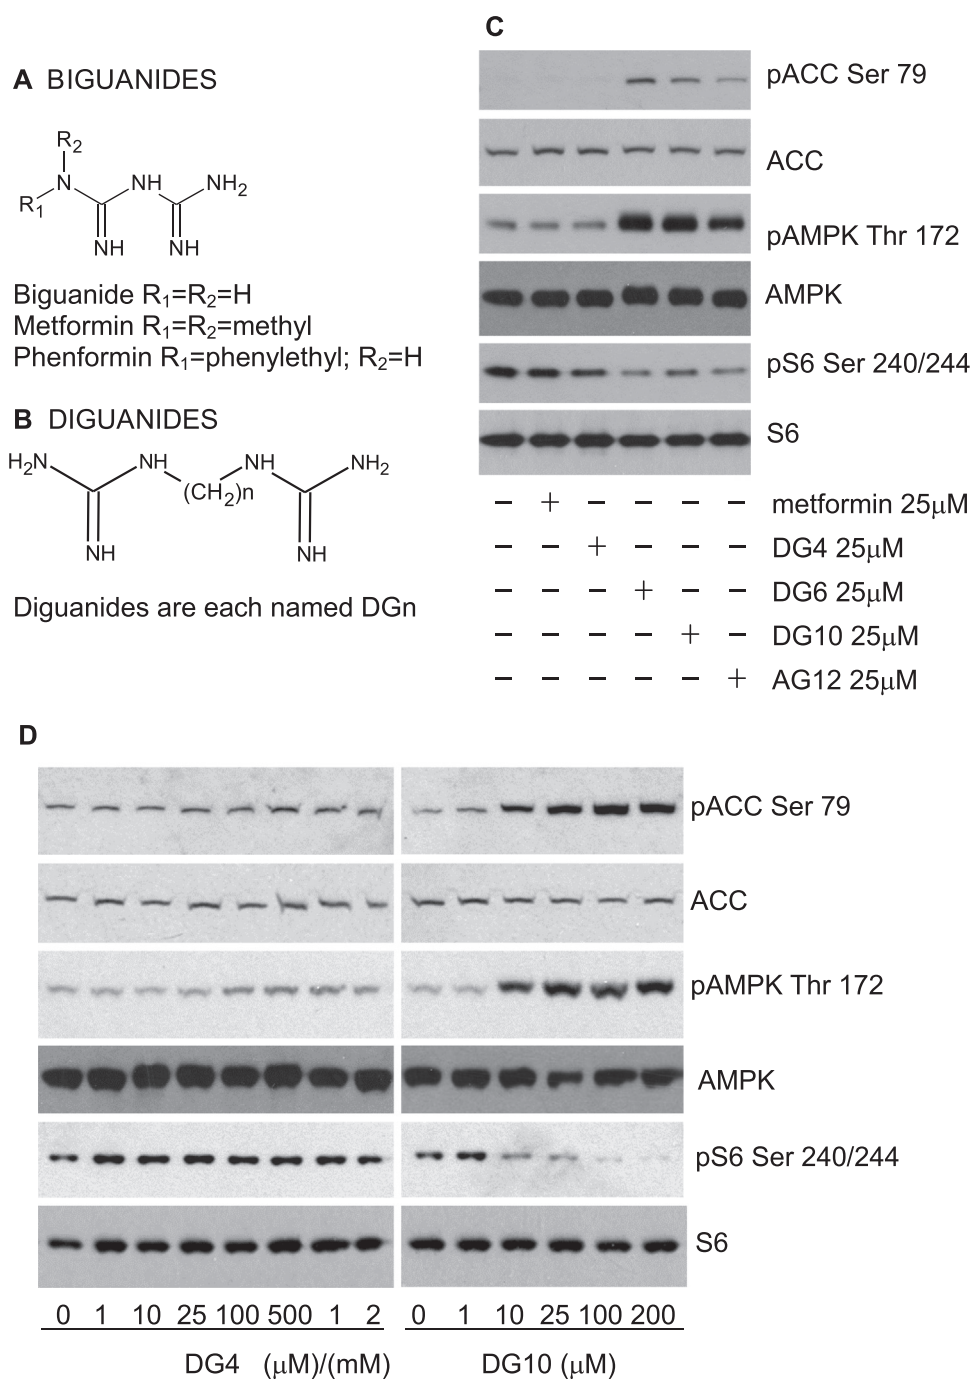 A BIGUANIDES
R2
N
R1
NH
NH2
NH
NH
Biguanide R1=R2=H
Metformin R1=R2=methyl
Phenformin R1=phenylethyl; R2=H
B DIGUANIDES
H2N
NH
(CH2)n
NH
NH2
NH
NH
Diguanides are each named DGn
C
pACC Ser 79
ACC
pAMPK Thr 172
AMPK
pS6 Ser 240/244
S6
– + – – – – metformin 25µM
– – + – – – DG4 25µM
– – – + – – DG6 25µM
– – – – + – DG10 25µM
– – – – – + AG12 25µM
D
pACC Ser 79
ACC
pAMPK Thr 172
AMPK
pS6 Ser 240/244
S6
0 1 10 25 100 500 1 2 0 1 10 25 100 200
DG4 (µM)/(mM) DG10 (µM)